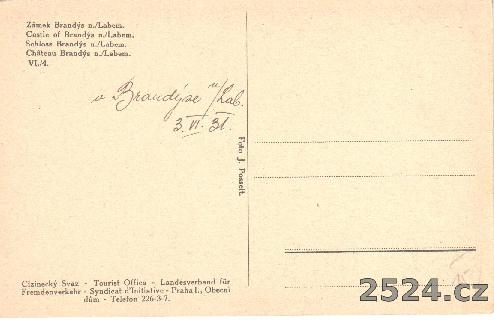 Zámek Brandýs n./Labem.
Castle of Brandýs n./Labem.
Schloss Brandýs n./Labem.
Château Brandýs n./Labem.
VI./4.
v Brandýse n/Lab.
3. VI. 31.
Foto J. Posselt.
Cizinecký Svaz - Tourist Office - Landesverband für
Fremdenverkehr - Syndicat d'Initiative - Praha I., Obecní
dům - Telefon 226-3-7.
2524.cz